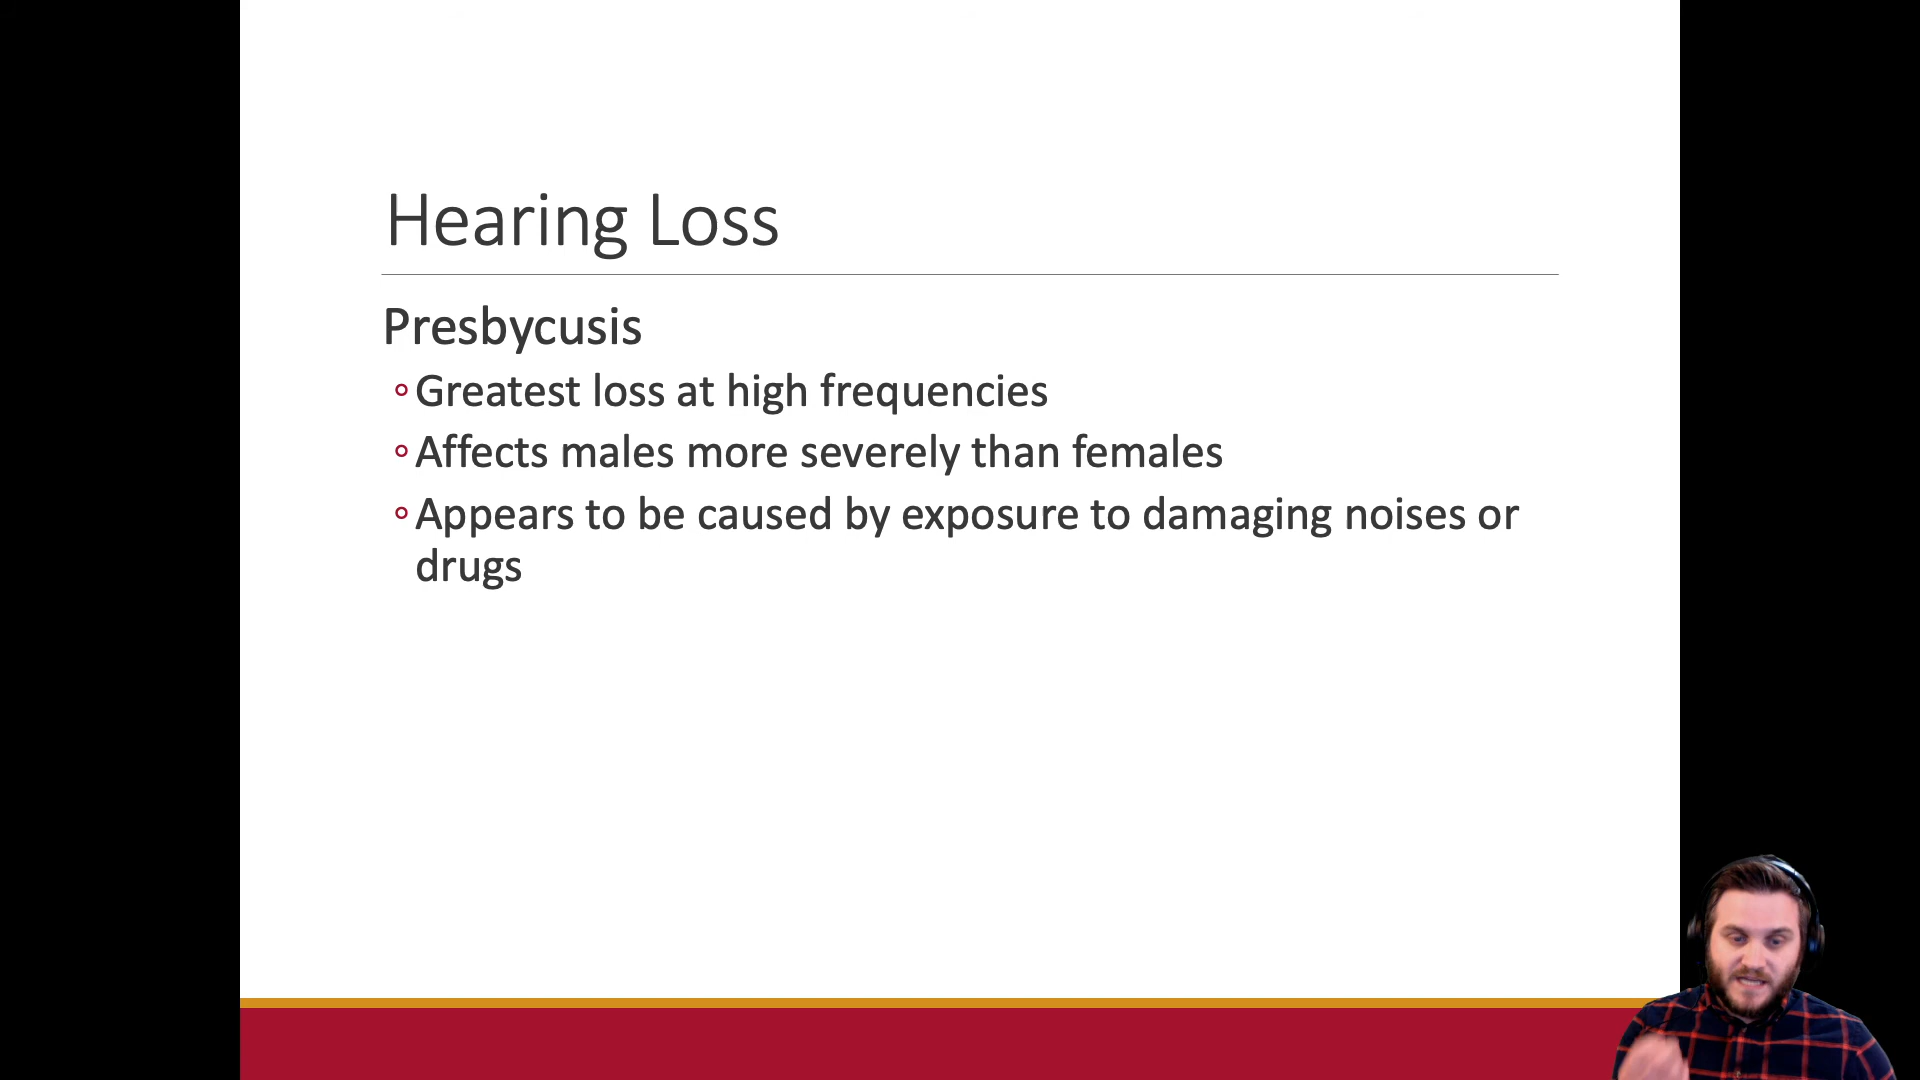 Hearing Loss
Presbycusis
◦Greatest loss at high frequencies
◦Affects males more severely than females
◦Appears to be caused by exposure to damaging noises or
drugs